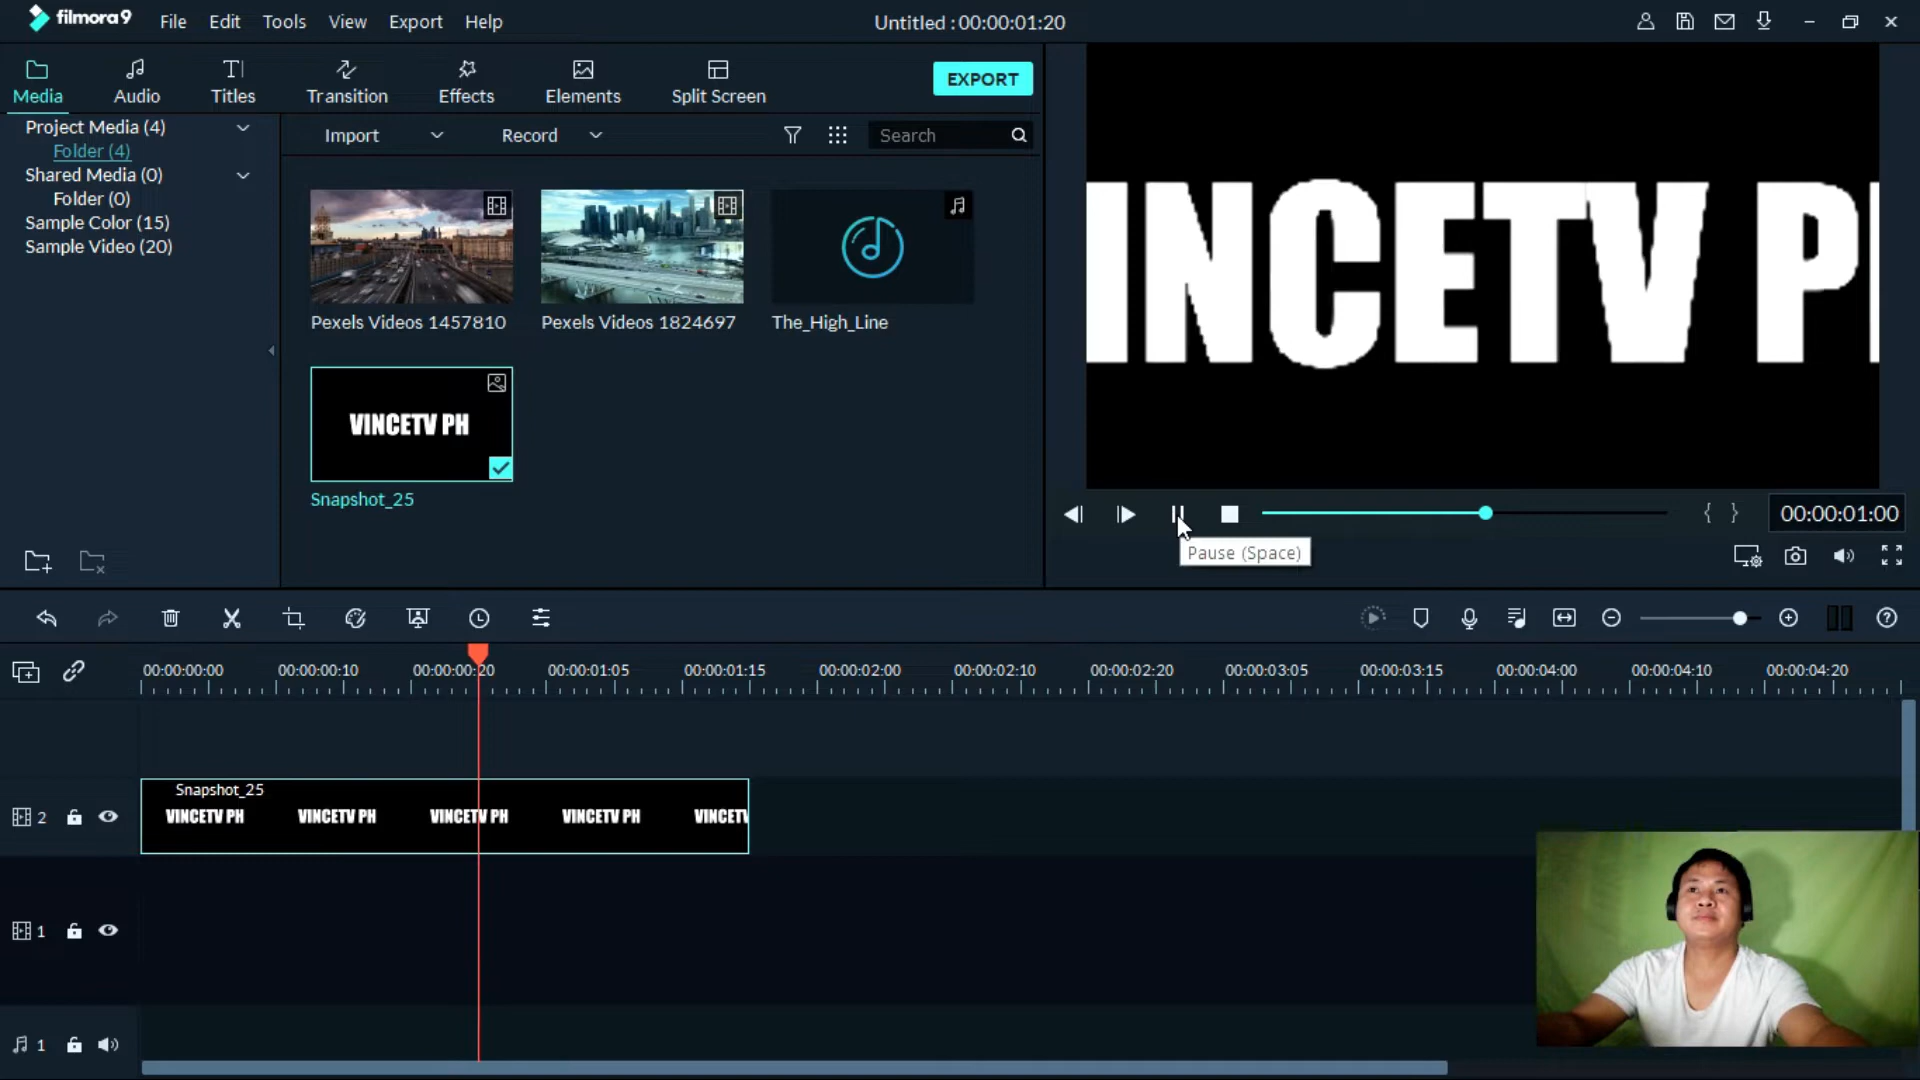 filmora9
File Edit Tools View Export Help
Untitled : 00:00:01:20
Media Audio Titles Transition Effects Elements Split Screen
EXPORT
Project Media (4)
Folder (4)
Shared Media (0)
Folder (0)
Sample Color (15)
Sample Video (20)
Import Record Search
Pexels Videos 1457810 Pexels Videos 1824697 The_High_Line
VINCETV PH
Snapshot_25
INCETV P
00:00:01:00
Pause (Space)
00:00:00:00 00:00:00:10 00:00:00:20 00:00:01:05 00:00:01:15 00:00:02:00 00:00:02:10 00:00:02:20 00:00:03:05 00:00:03:15 00:00:04:00 00:00:04:10 00:00:04:20
Snapshot_25
VINCETV PH VINCETV PH VINCETV PH VINCETV PH VINCETV
2
1
1